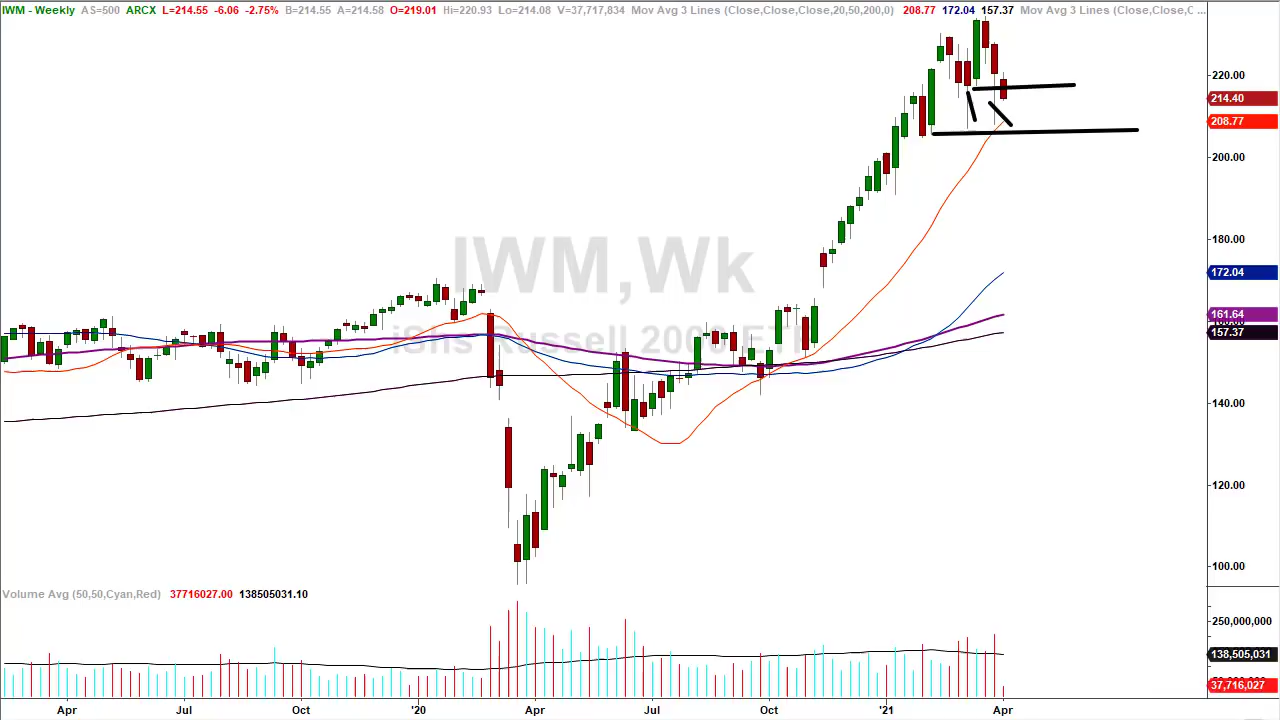 IWM - Weekly AS=500 ARCX L=214.55 -6.06 -2.75% B=214.55 A=214.58 O=219.01 Hi=220.93 Lo=214.08 V=37,717,834 Mov Avg 3 Lines (Close,Close,Close,20,50,200,0) 208.77 172.04 157.37 Mov Avg 3 Lines (Close,Close,C ...
220.00
214.40
208.77
200.00
180.00
IWM,Wk
172.04
161.64
157.37
iShs Russell 2000 ET
140.00
120.00
100.00
Volume Avg (50,50,Cyan,Red) 37716027.00 138505031.10
250,000,000
138,505,031
37,716,027
Apr Jul Oct '20 Apr Jul Oct '21 Apr